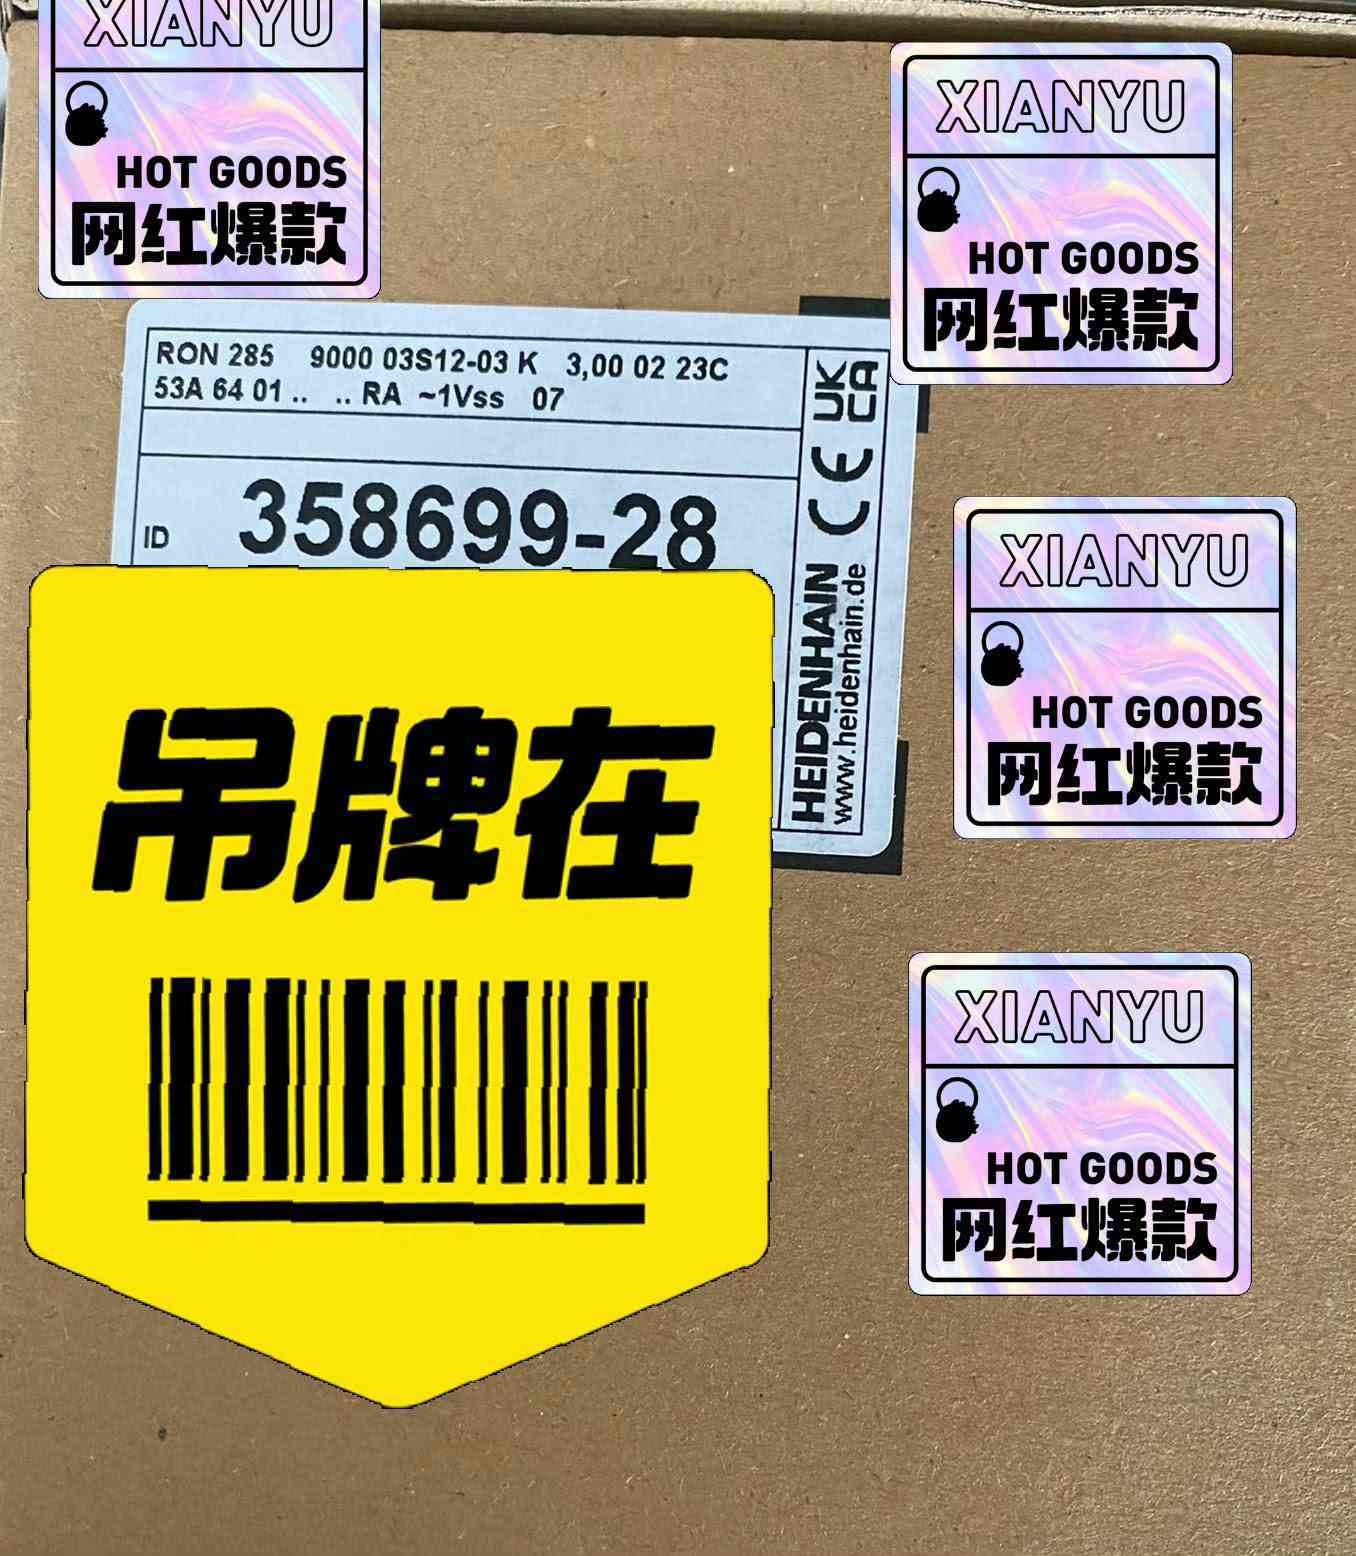 XIANYU
HOT GOODS
网红爆款
XIANYU
HOT GOODS
网红爆款
RON 285 9000 03S12-03 K 3,00 02 23C
53A 64 01 .. .. RA ~1Vss 07
ID 358699-28
UK
CA
CE
HEIDENHAIN
www.heidenhain.de
吊牌在
XIANYU
HOT GOODS
网红爆款
XIANYU
HOT GOODS
网红爆款